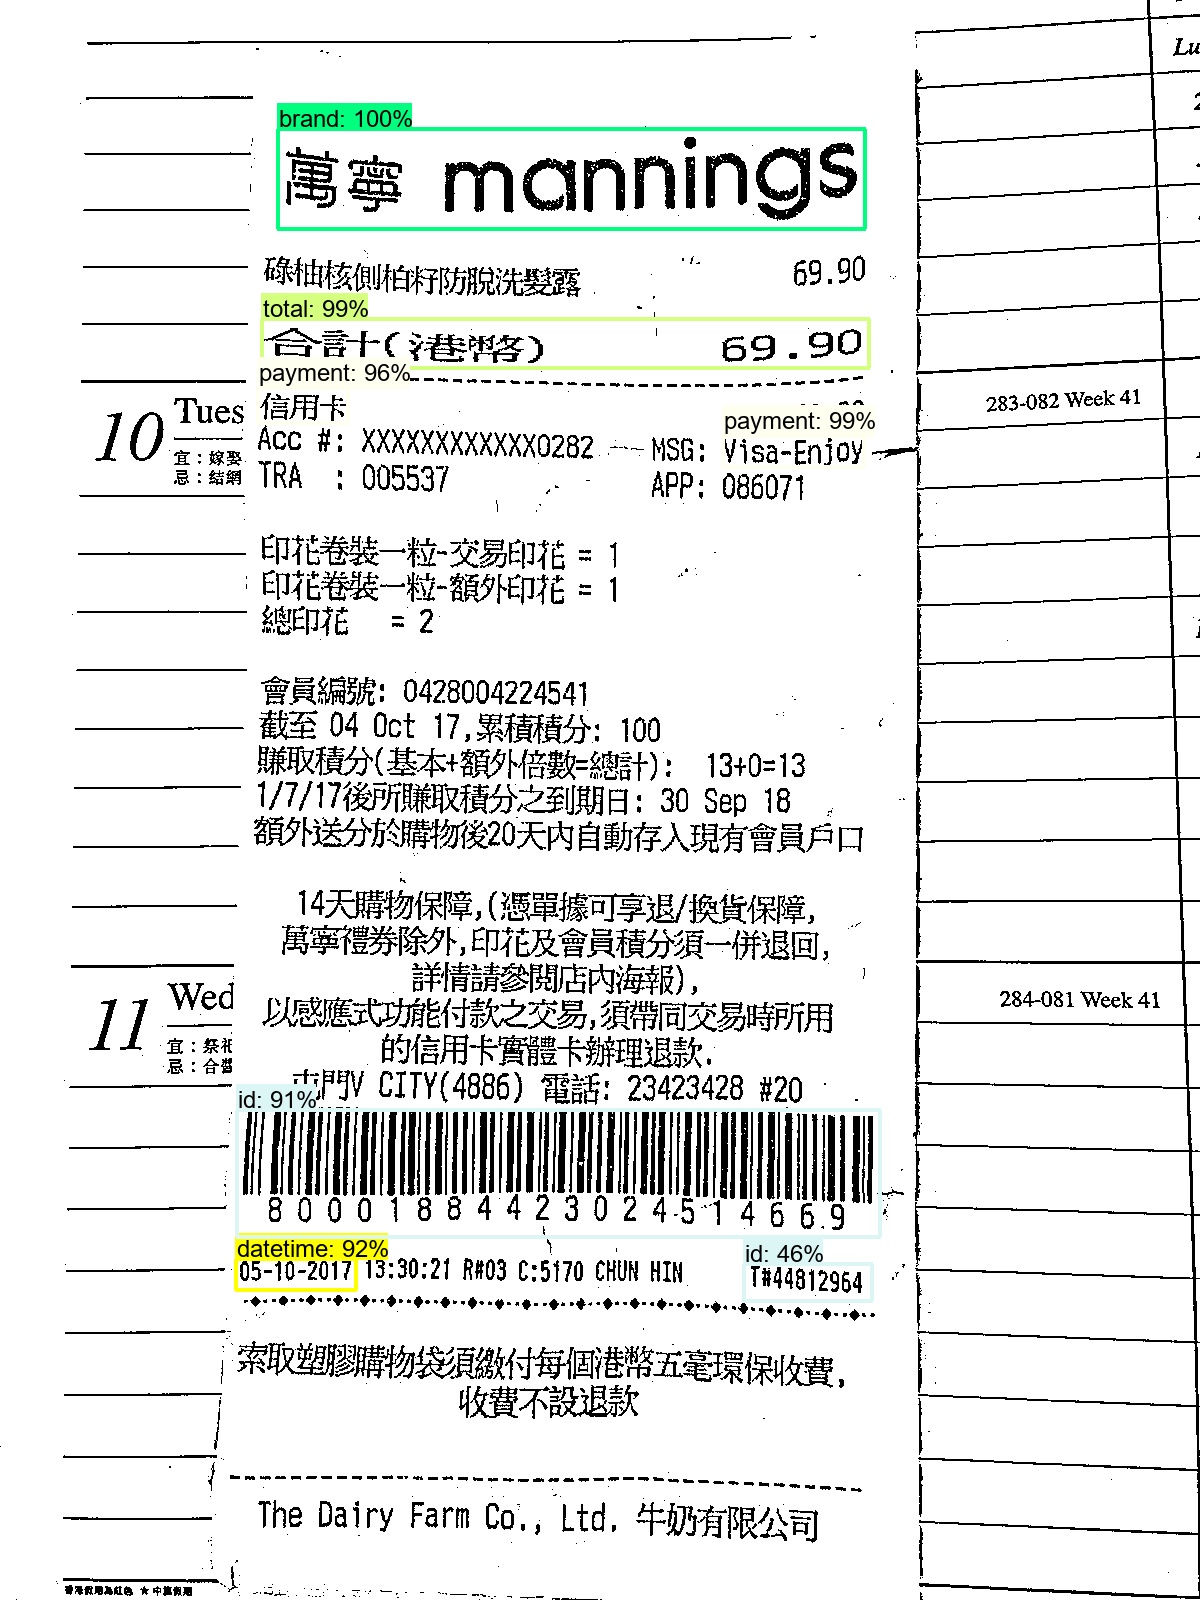 Lu
brand: 100%
萬寧 mannings
碌柚核側柏籽防脫洗髮露 69.90
total: 99%
合計(港幣) 69.90
payment: 96%
信用卡
payment: 99%
Acc #: XXXXXXXXXXXX0282 MSG: Visa-Enjoy
TRA : 005537 APP: 086071
10 Tues
宜：嫁娶
忌：結網
283-082 Week 41
印花卷裝一粒-交易印花 = 1
印花卷裝一粒-額外印花 = 1
總印花 = 2
會員編號: 0428004224541
截至 04 Oct 17,累積積分: 100
賺取積分(基本+額外倍數=總計): 13+0=13
1/7/17後所賺取積分之到期日: 30 Sep 18
額外送分於購物後20天內自動存入現有會員戶口
14天購物保障,(憑單據可享退/換貨保障,
萬寧禮券除外,印花及會員積分須一併退回,
詳情請參閱店內海報),
以感應式功能付款之交易,須帶同交易時所用
的信用卡實體卡辦理退款.
11 Wed
宜：祭祀
忌：合醬
284-081 Week 41
屯門V CITY(4886) 電話: 23423428 #20
id: 91%
8000188442302451466 9
datetime: 92%
id: 46%
05-10-2017 13:30:21 R#03 C:5170 CHUN HIN T#44812964
索取塑膠購物袋須繳付每個港幣五毫環保收費,
收費不設退款
The Dairy Farm Co., Ltd. 牛奶有限公司
香港假期為紅色 ★ 中國假期